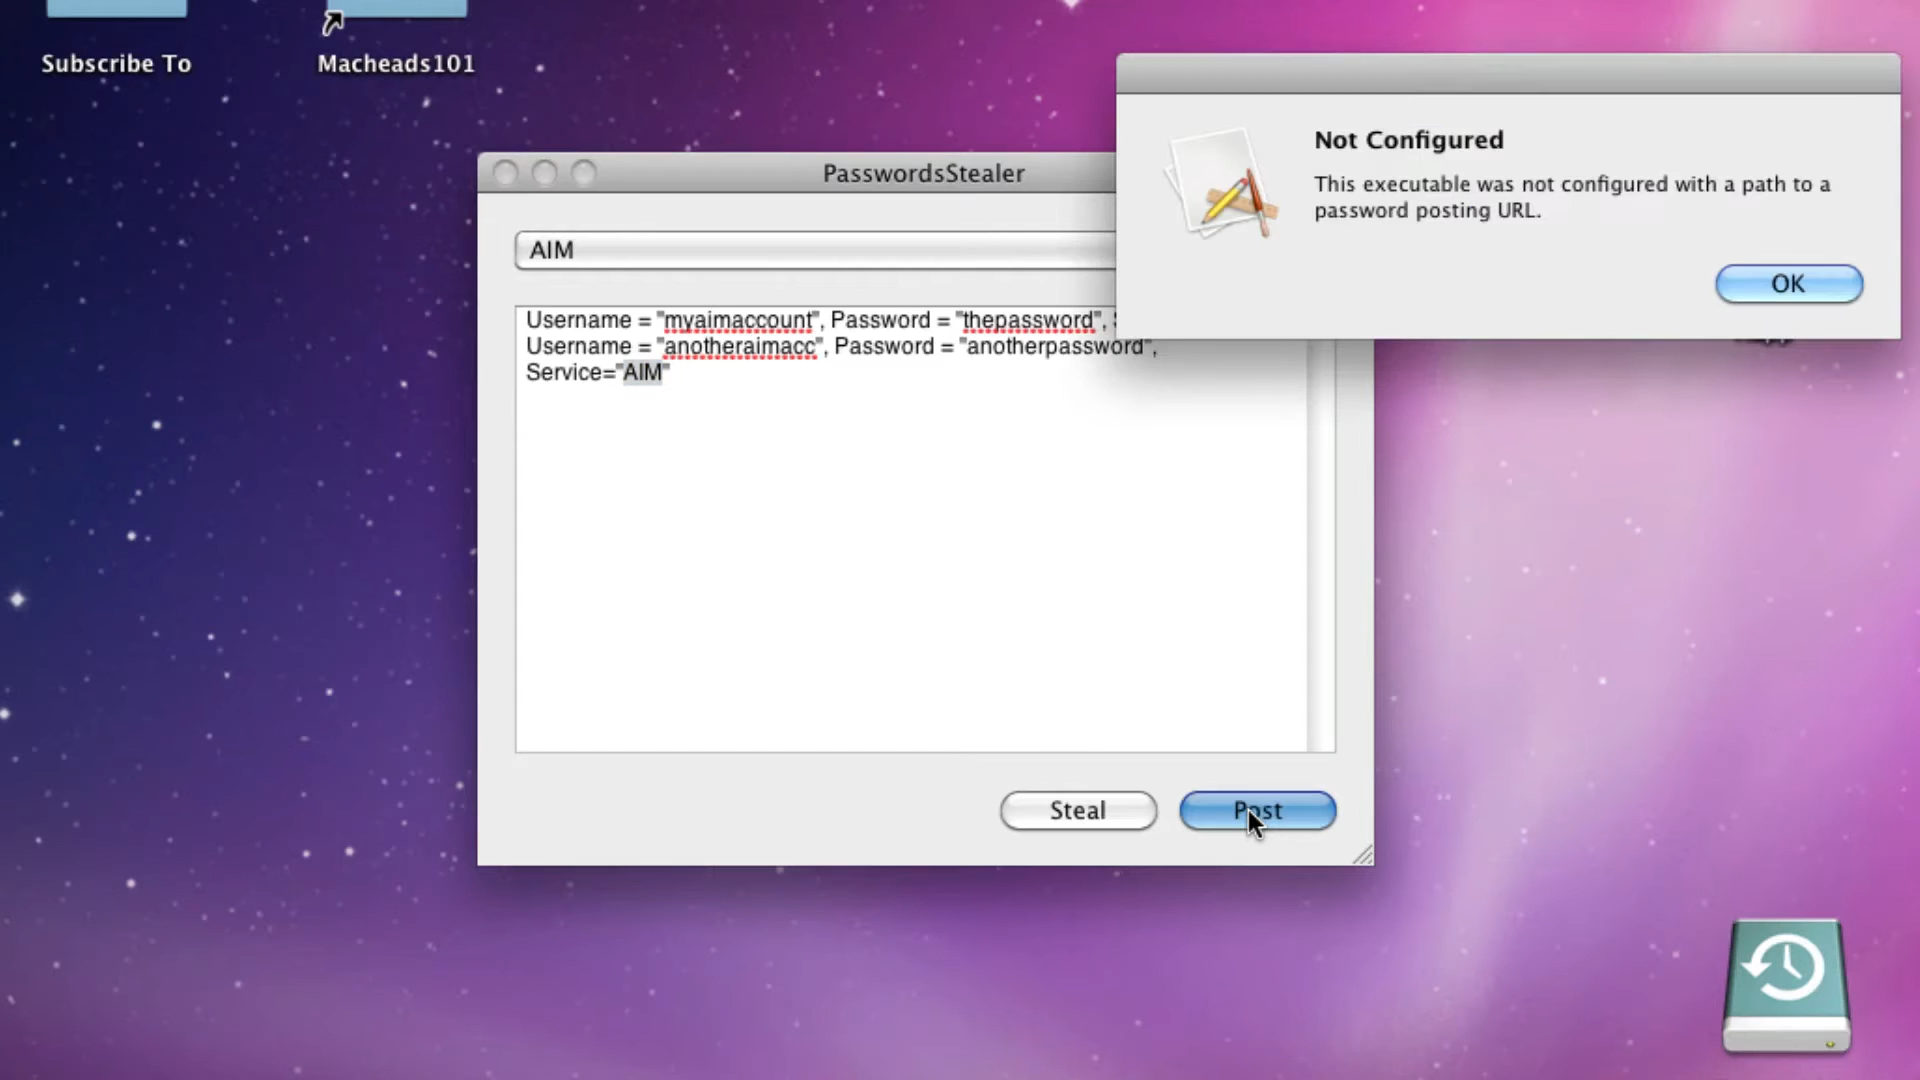 Subscribe To
Macheads101
Not Configured
This executable was not configured with a path to a
password posting URL.
OK
PasswordsStealer
AIM
Username = "myaimaccount", Password = "thepassword",
Username = "anotheraimacc", Password = "anotherpassword",
Service="AIM"
Steal
Post